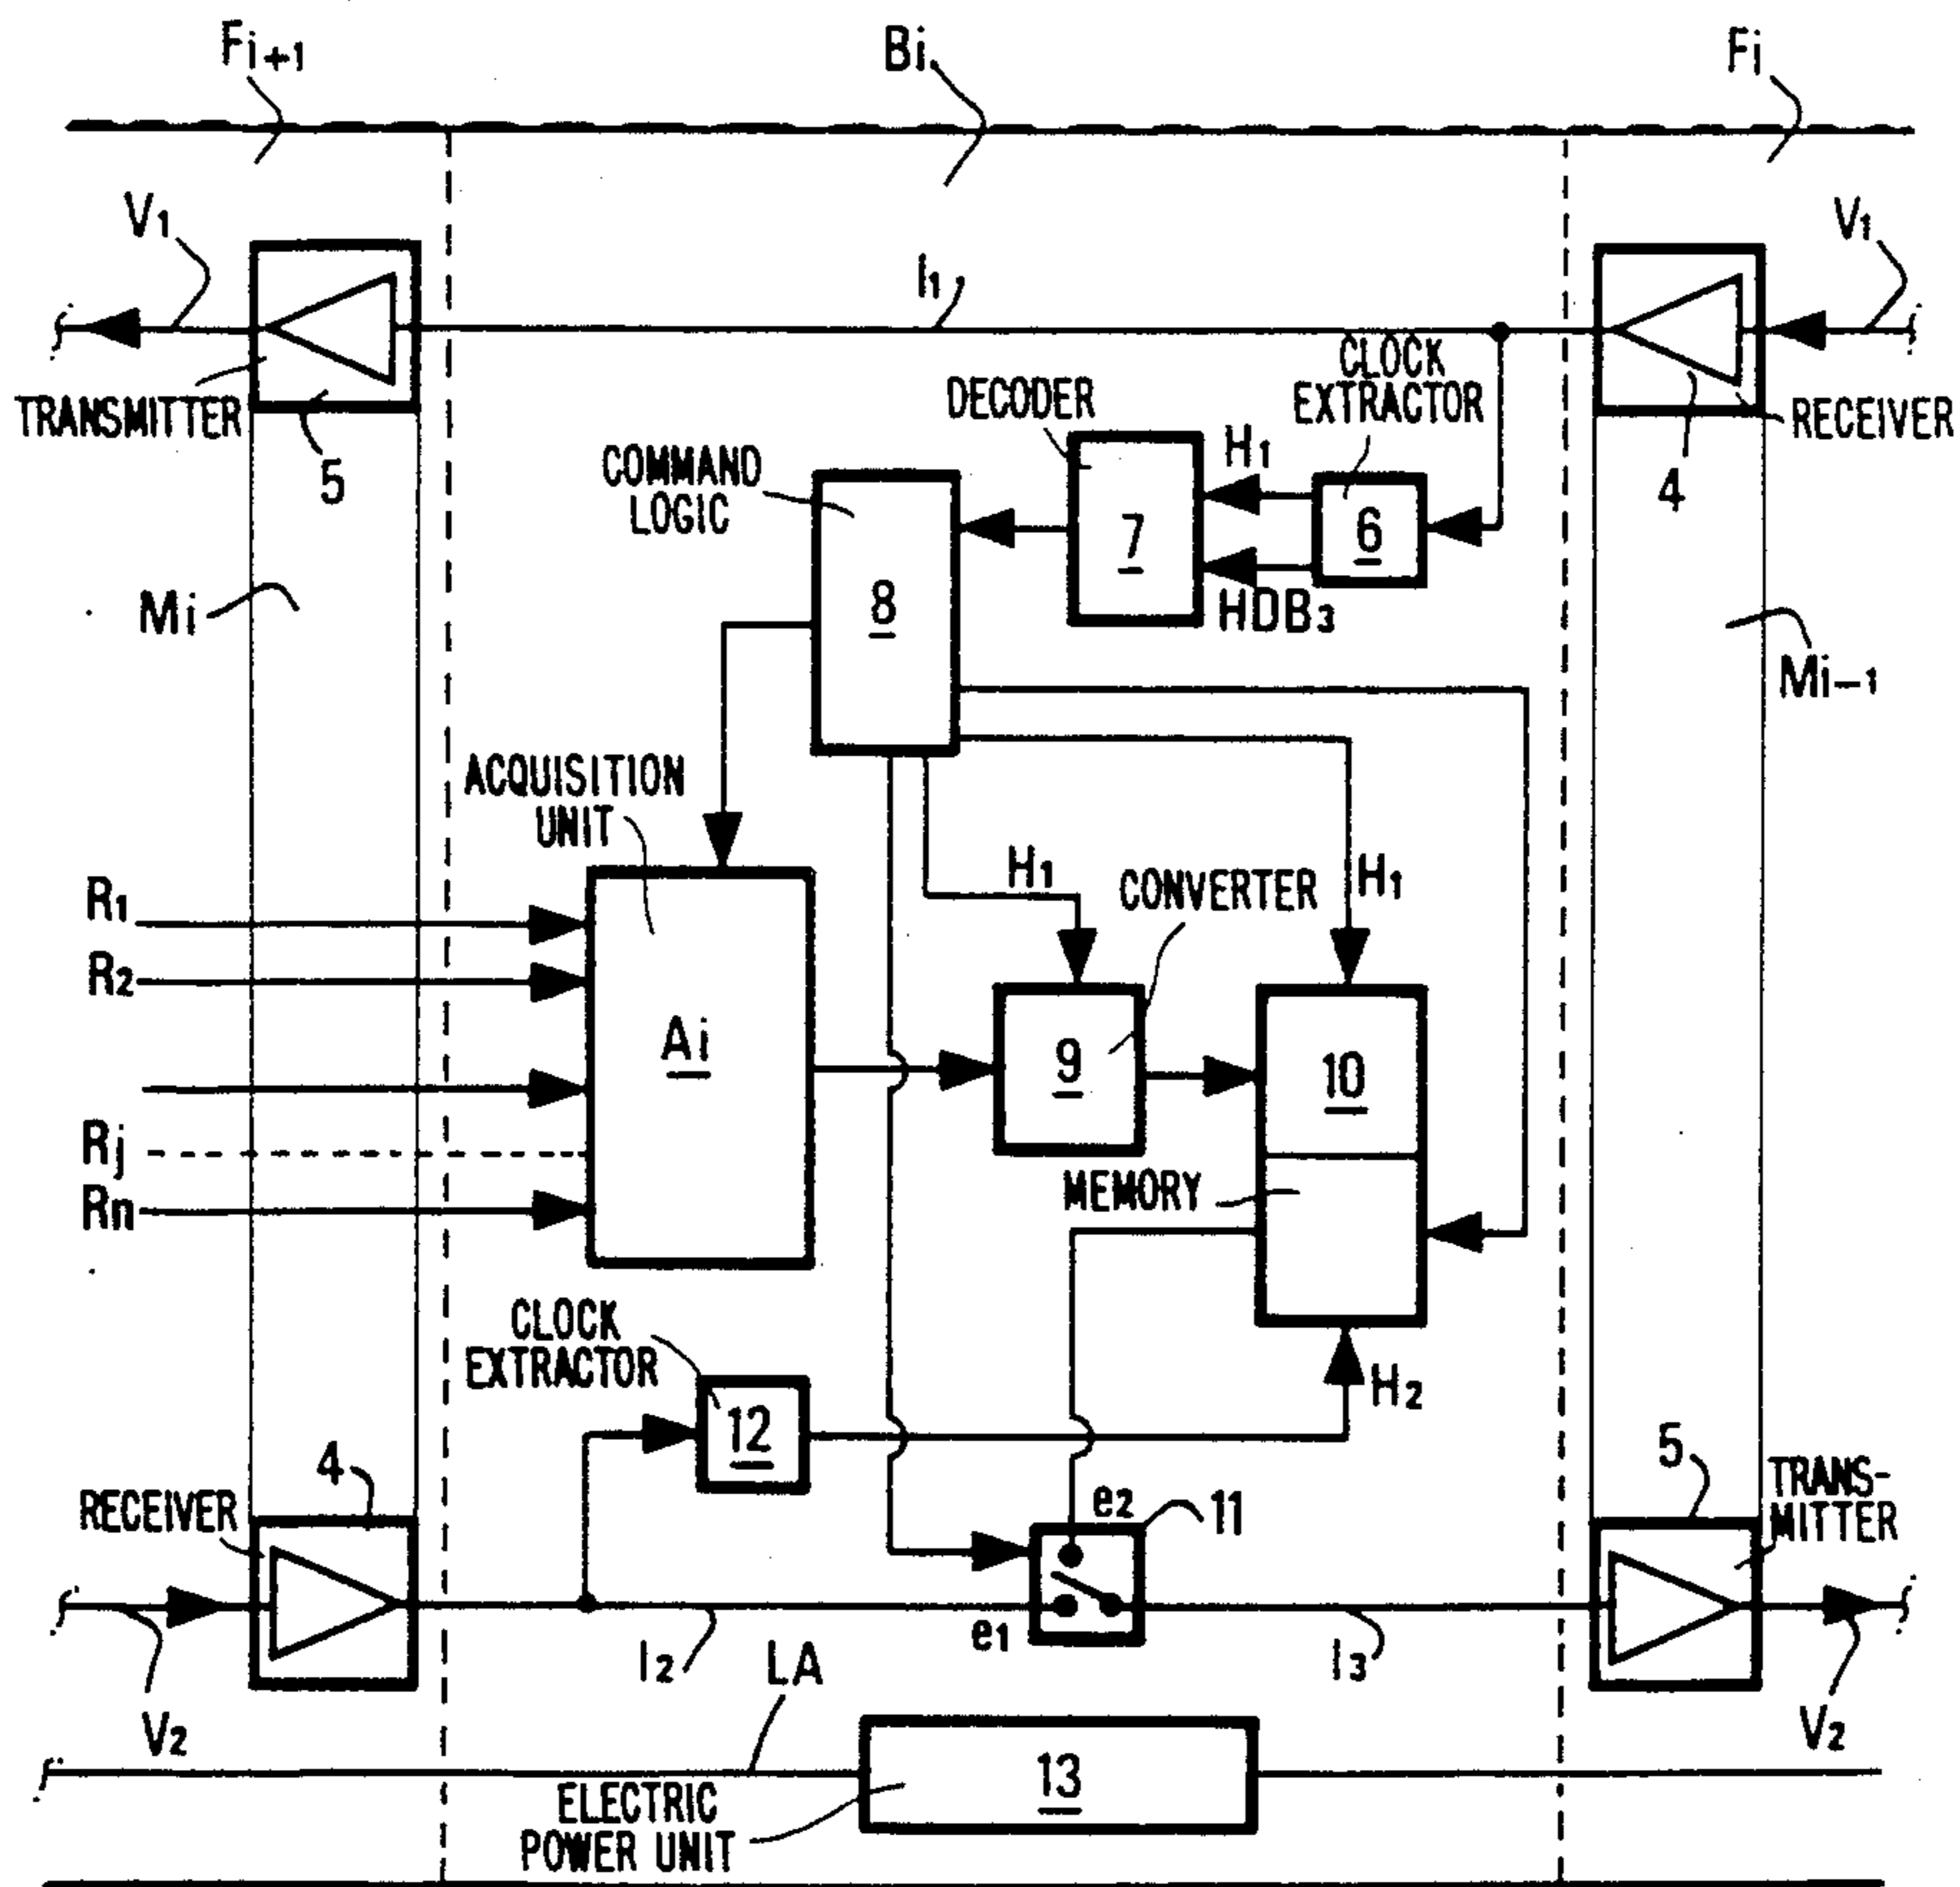 Fi+1
Bi
Fi
V1
V1
l1
TRANSMITTER
5
DECODER
CLOCK
EXTRACTOR
RECEIVER
4
COMMAND
LOGIC
H1
7
6
HDB3
8
Mi
Mi-1
ACQUISITION
UNIT
R1
H1
CONVERTER
H1
R2
Ai
9
10
Rj
MEMORY
Rn
CLOCK
EXTRACTOR
12
H2
RECEIVER
4
e2
11
5
TRANS-
MITTER
e1
l2
l3
V2
LA
V2
13
ELECTRIC
POWER UNIT